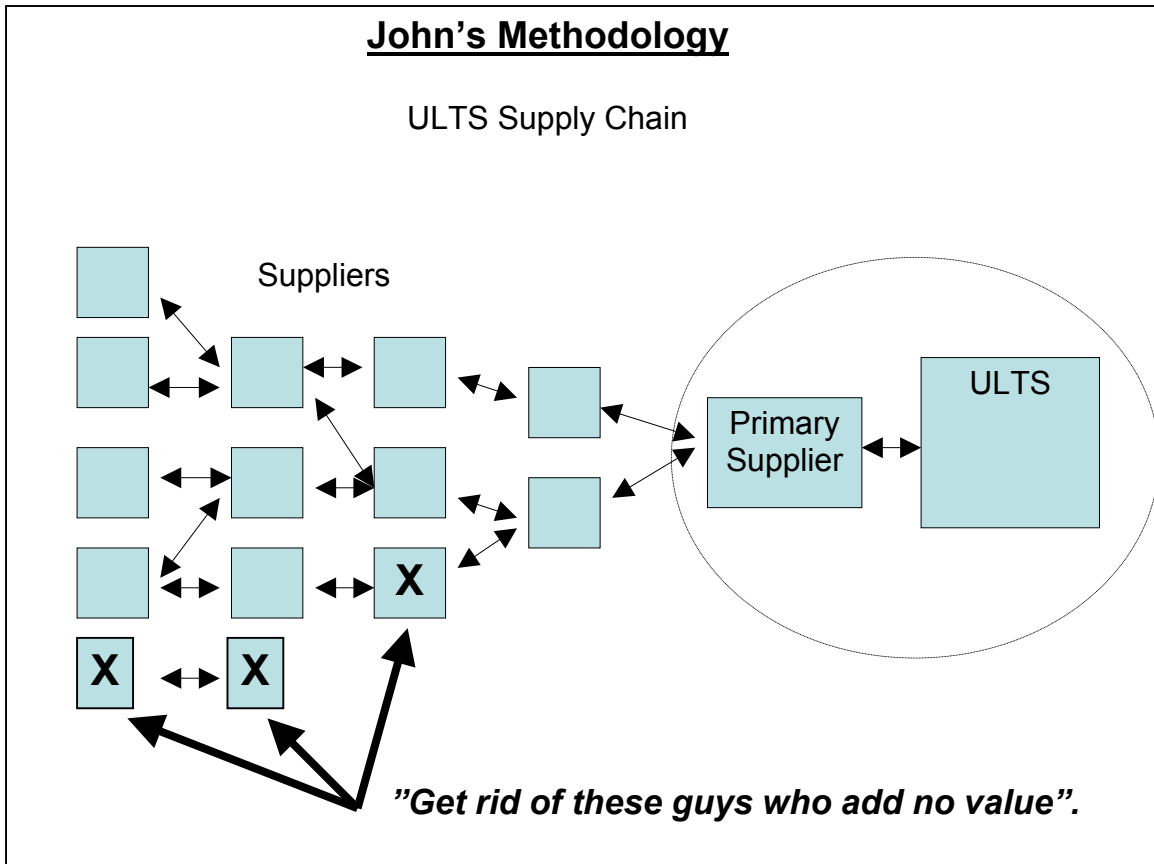 John’s Methodology
ULTS Supply Chain
Suppliers
ULTS
Primary
Supplier
X
X
X
”Get rid of these guys who add no value”.